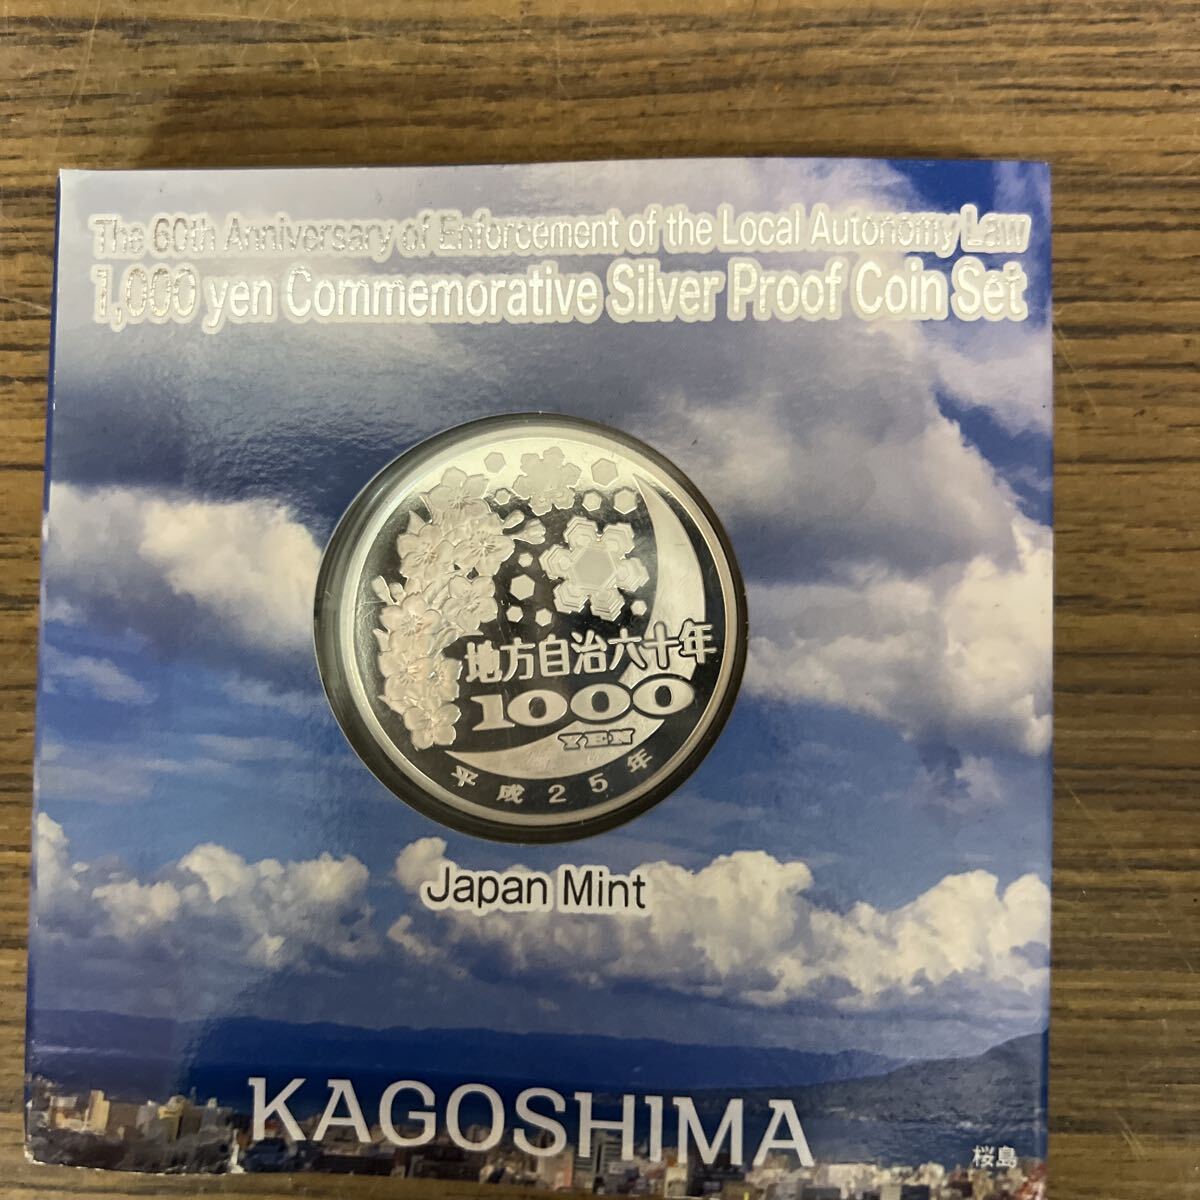 The 60th Anniversary of Enforcement of the Local Autonomy Law
1,000 yen Commemorative Silver Proof Coin Set
地方自治六十年
1000
YEN
平成25年
Japan Mint
KAGOSHIMA
桜島